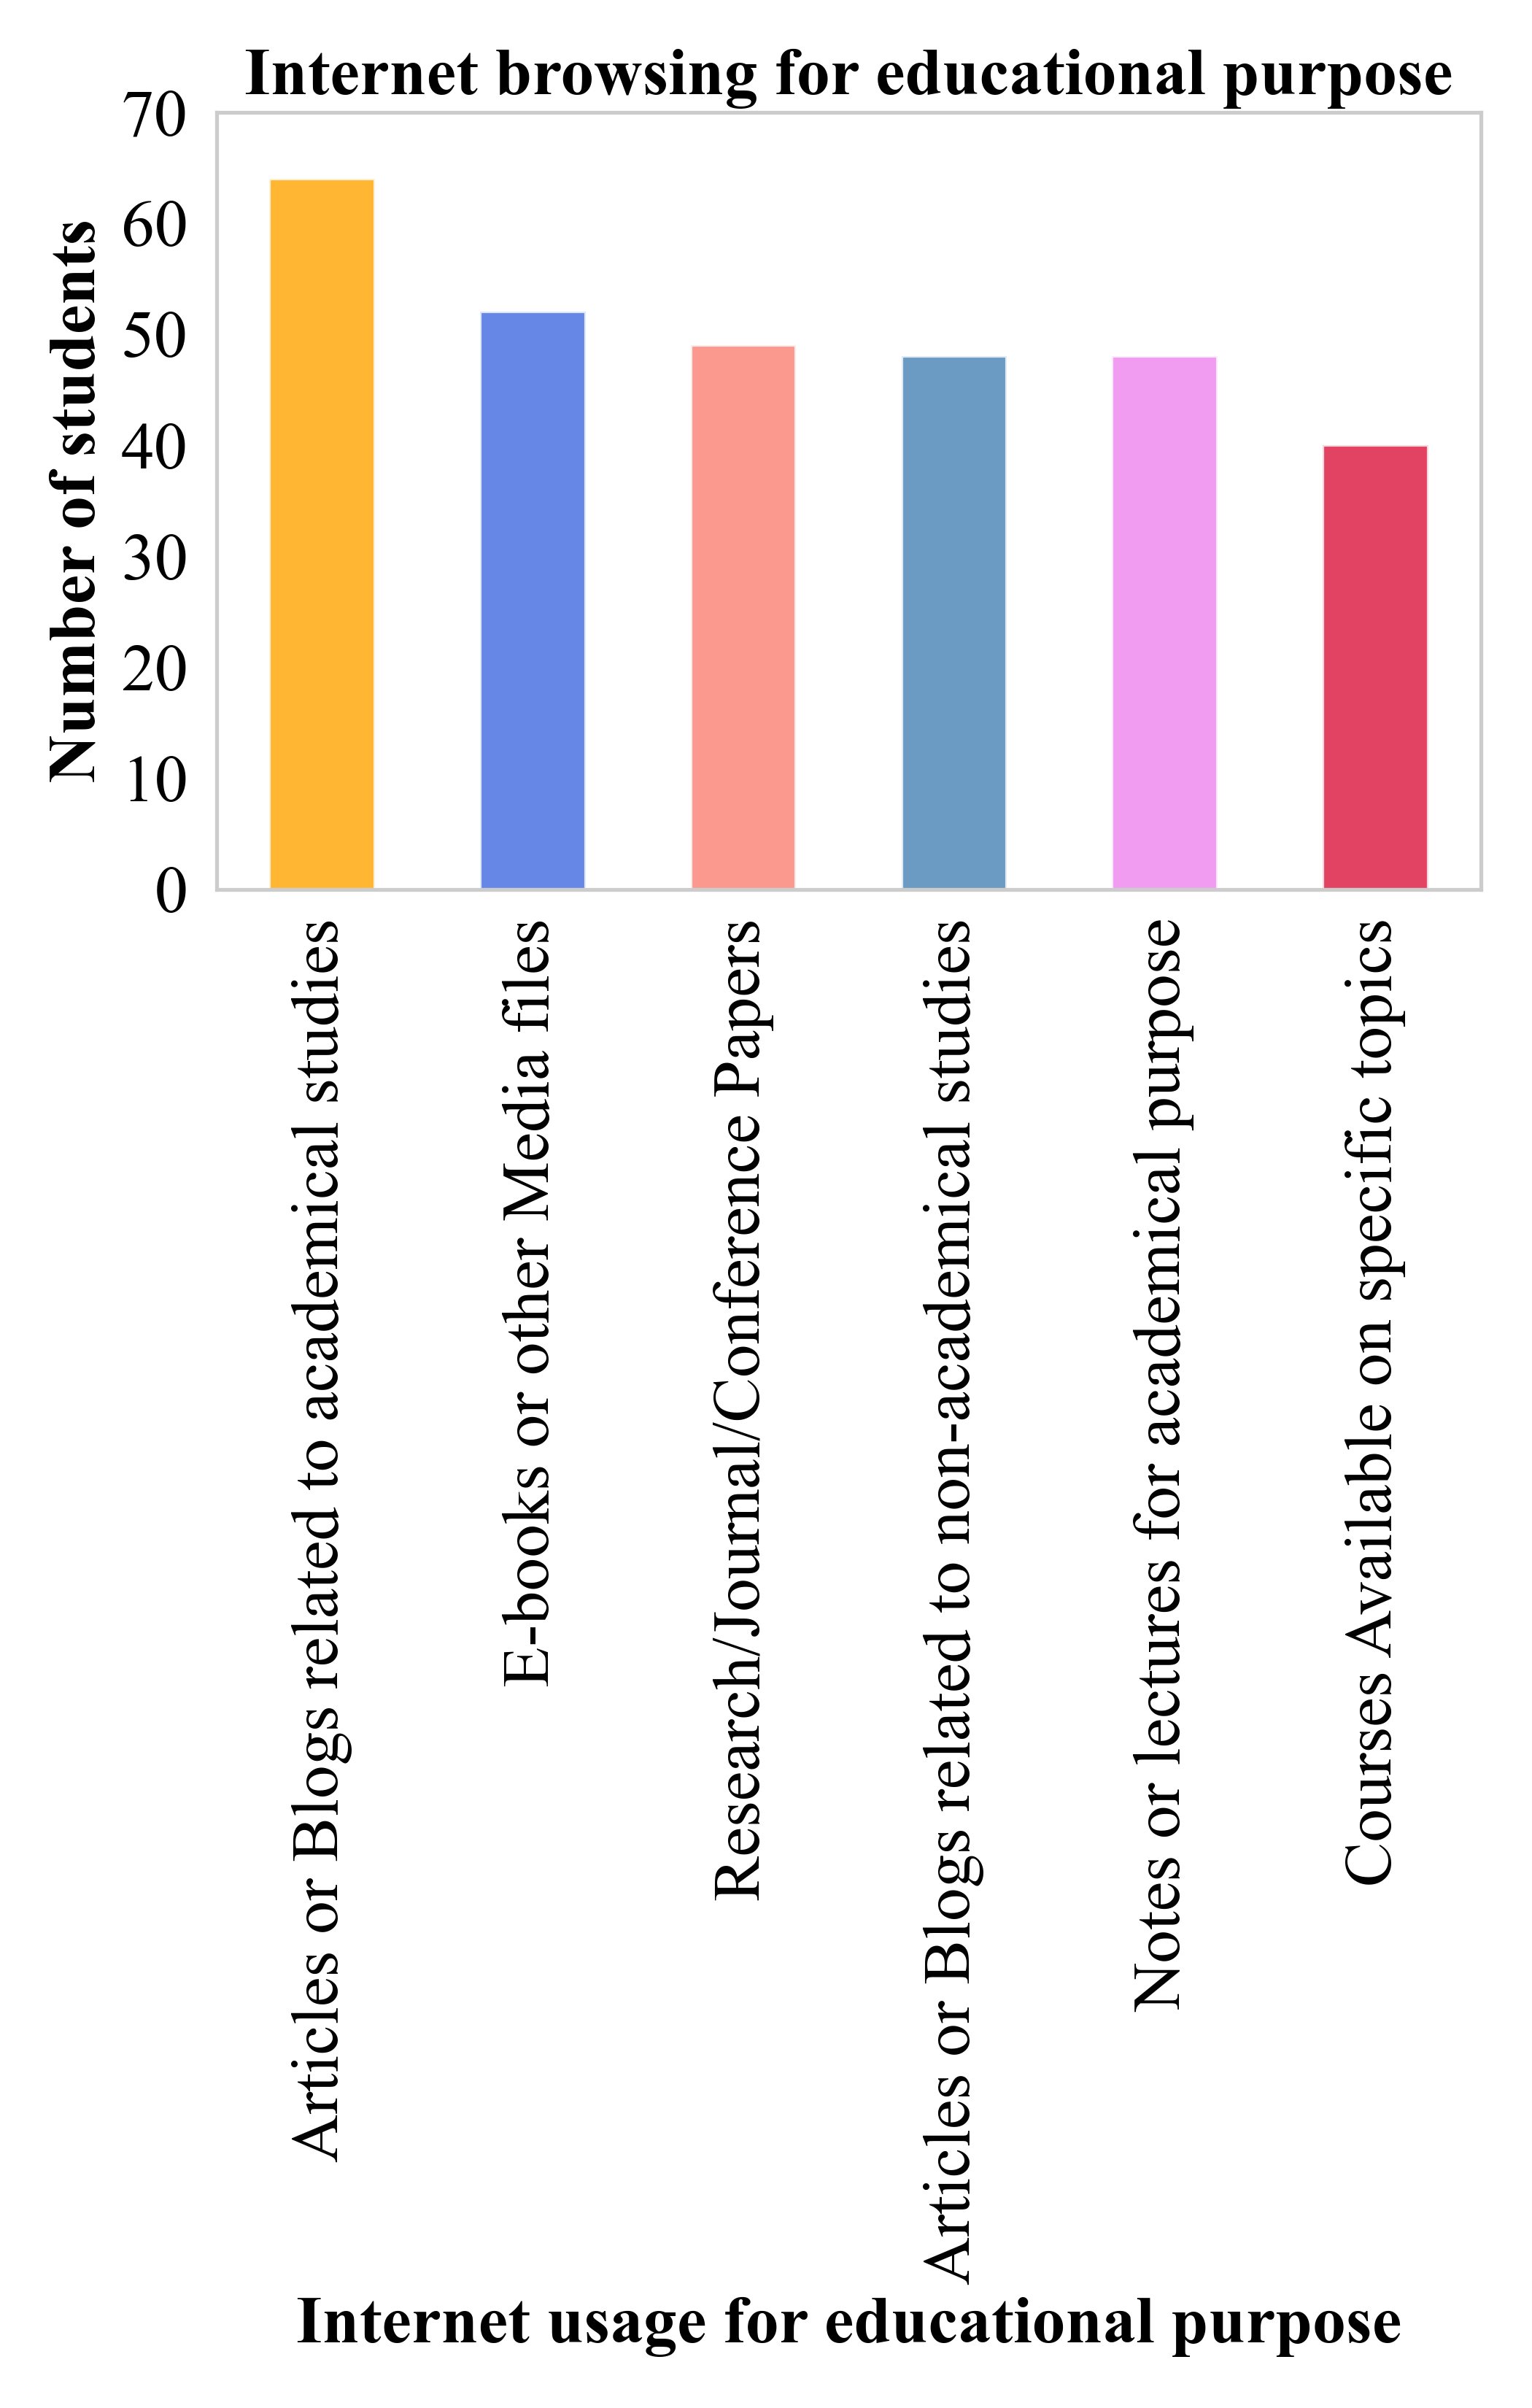 Internet browsing for educational purpose
Number of students
70
60
50
40
30
20
10
0
Articles or Blogs related to academical studies
E-books or other Media files
Research/Journal/Conference Papers
Articles or Blogs related to non-academical studies
Notes or lectures for academical purpose
Courses Available on specific topics
Internet usage for educational purpose